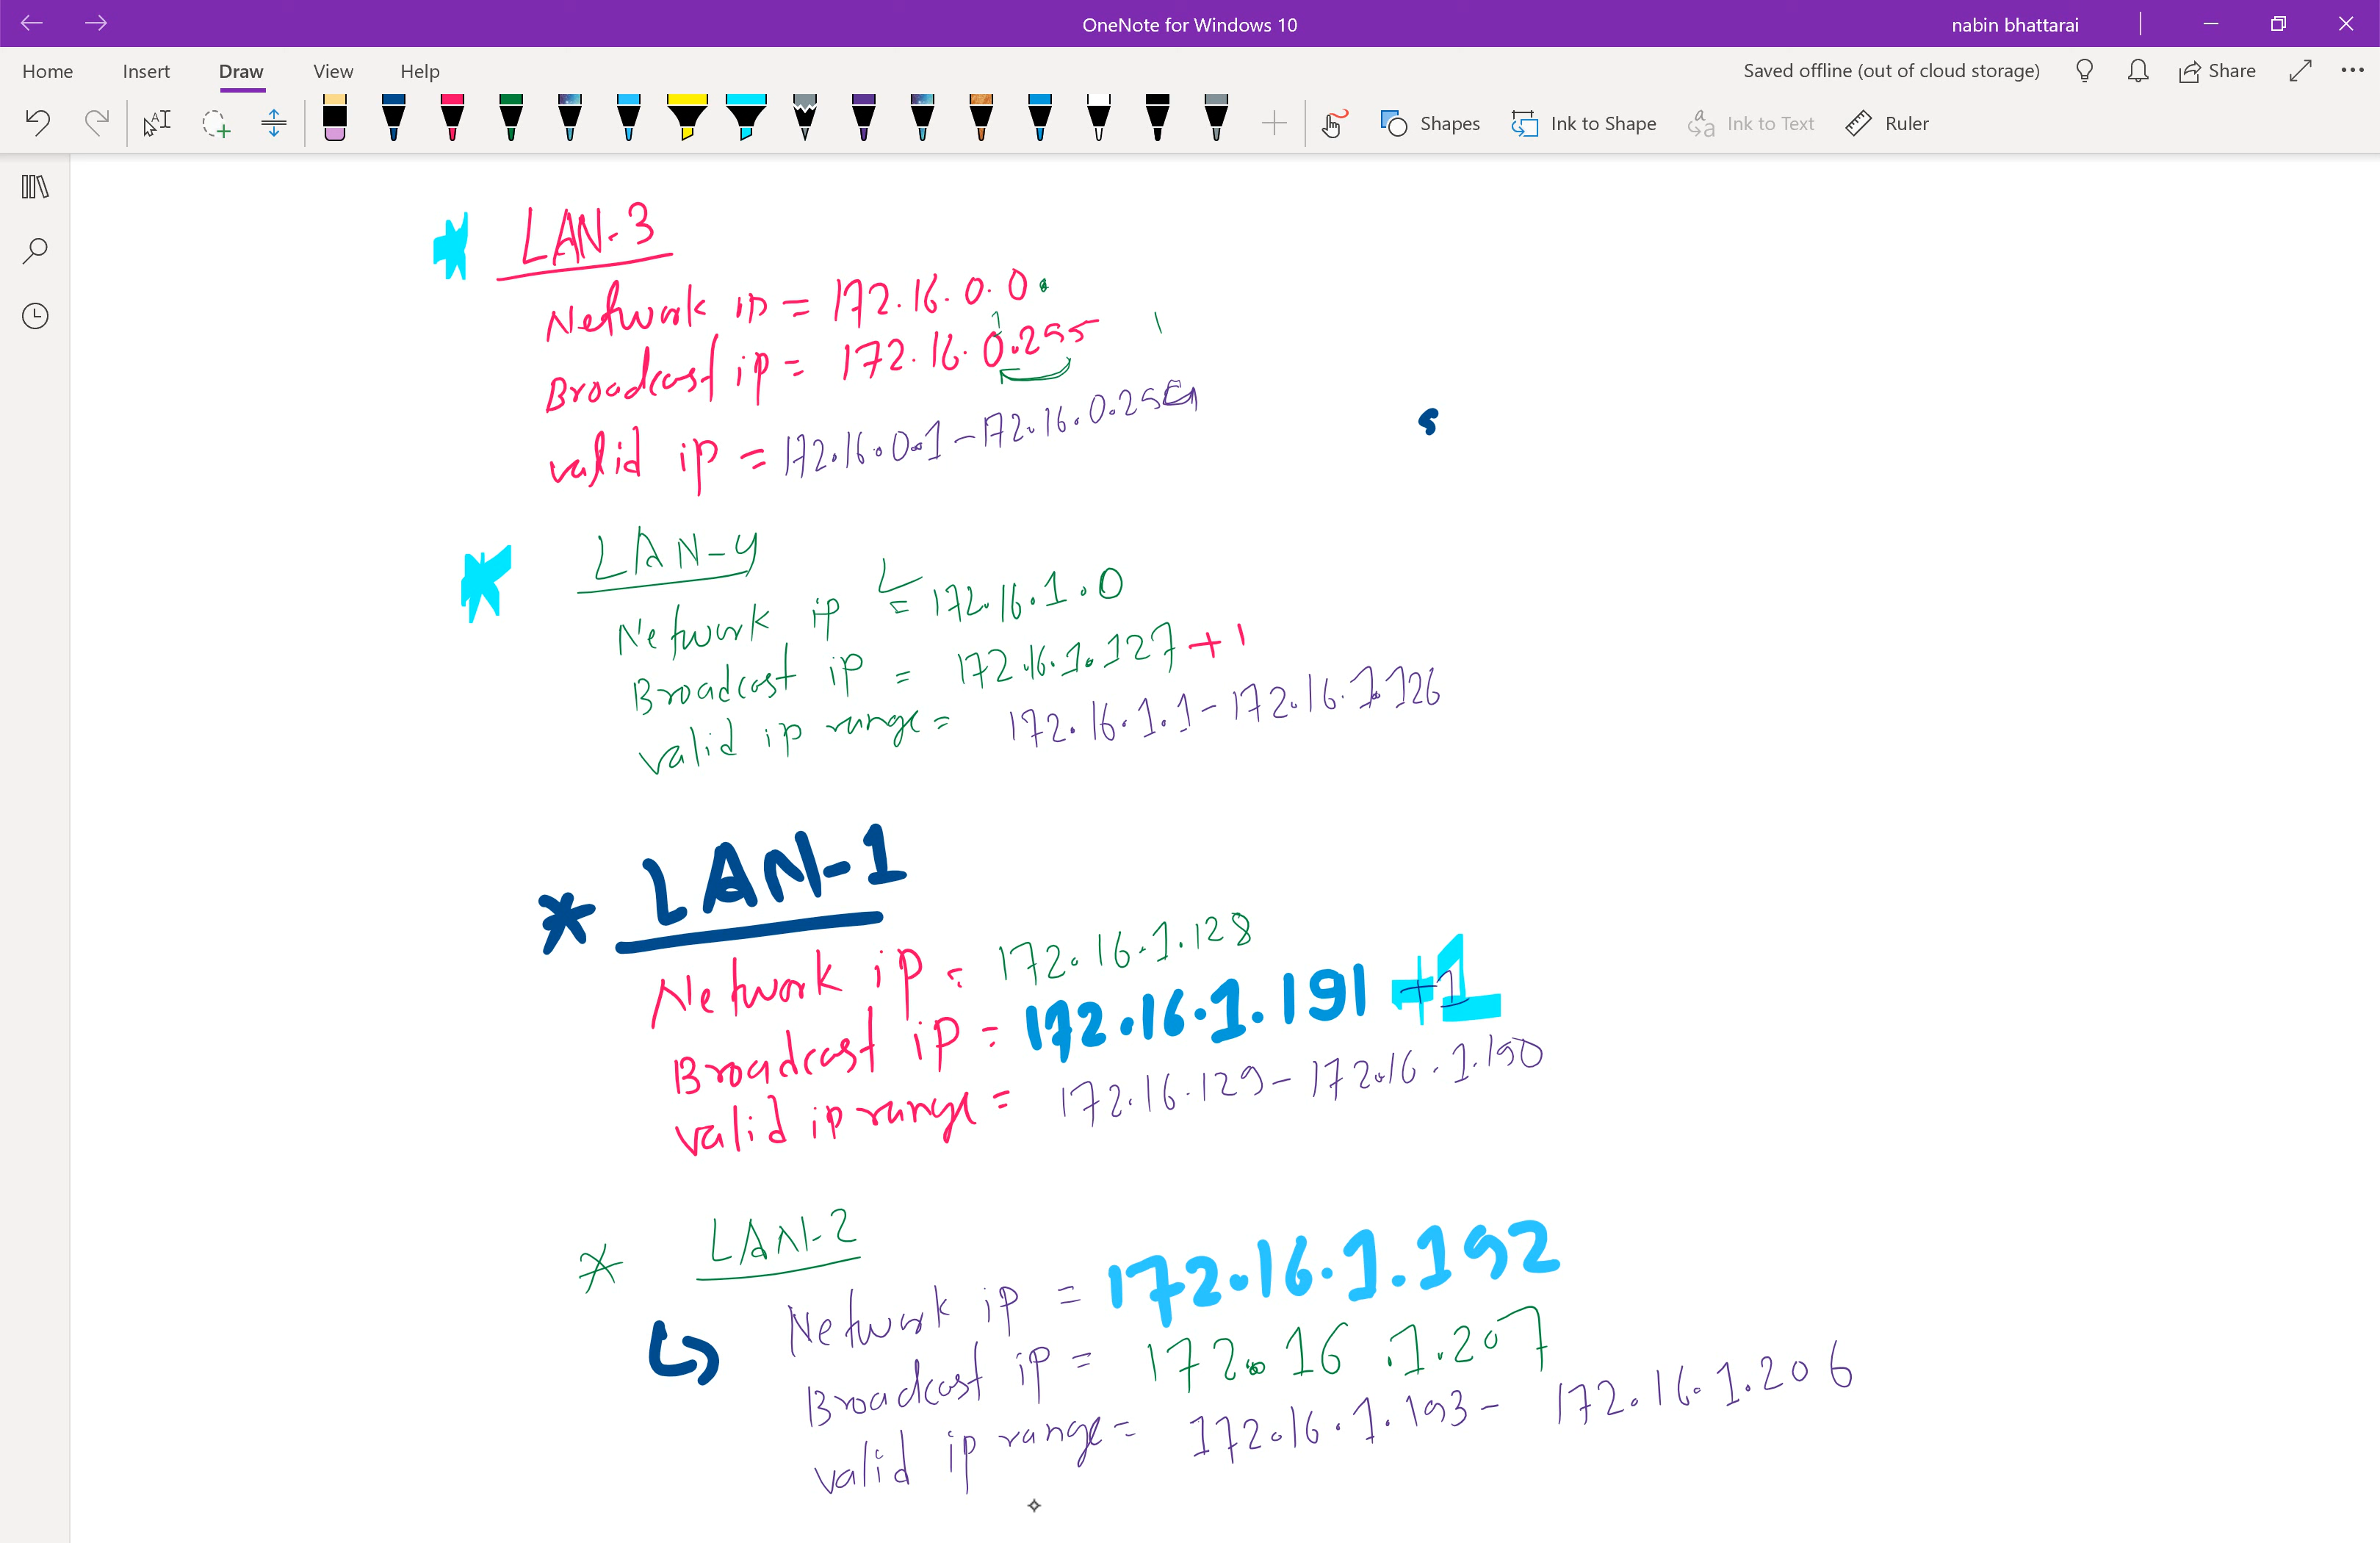 OneNote for Windows 10
nabin bhattarai
Home Insert Draw View Help
Saved offline (out of cloud storage)
Share
Shapes
Ink to Shape
Ink to Text
Ruler
LAN-3
Network ip = 172.16.0.0.
Broadcast ip = 172.16.0.255
valid ip = 172.16.0.1 - 172.16.0.254
LAN-4
Network ip = 172.16.1.0
Broadcast ip = 172.16.1.127 + 1
valid ip range = 172.16.1.1 - 172.16.1.126
* LAN-1
Network ip = 172.16.1.128
Broadcast ip = 172.16.1.191 +1
valid ip range = 172.16.129 - 172.16.1.190
* LAN-2
Network ip = 172.16.1.192
Broadcast ip = 172.16.1.207
valid ip range = 172.16.1.193 - 172.16.1.206